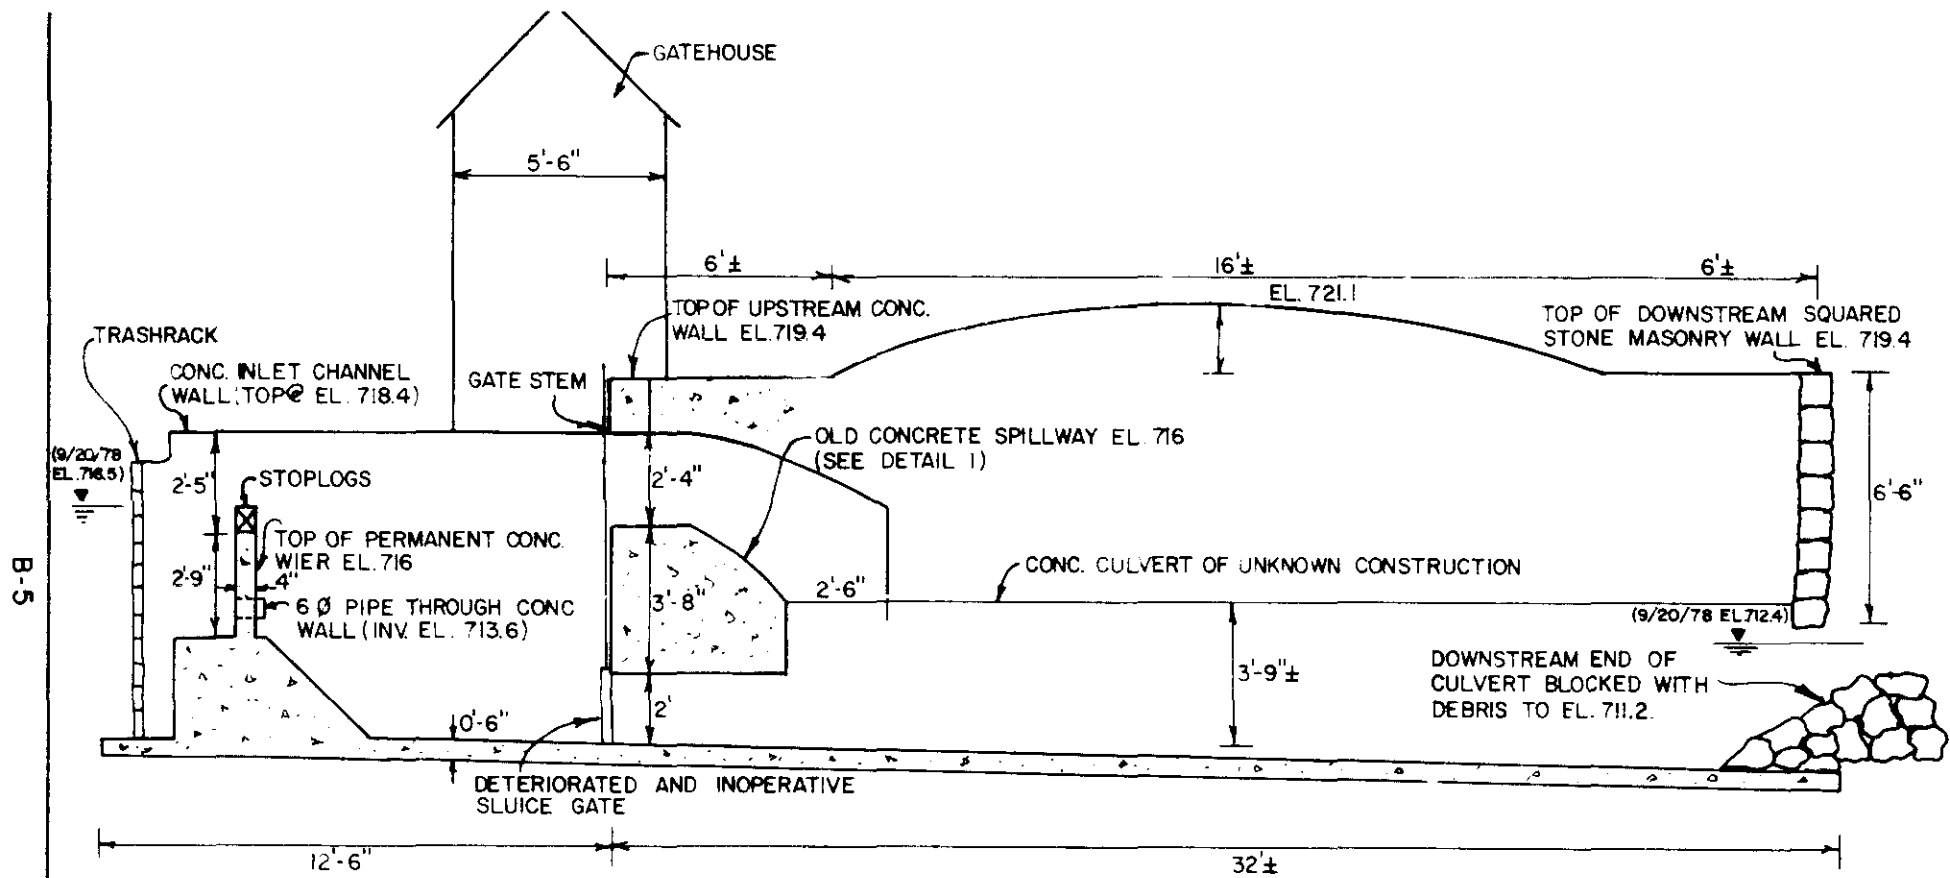 GATEHOUSE
5'-6"
6'±
16'±
6'±
EL. 721.1
TOP OF UPSTREAM CONC.
WALL EL. 719.4
TOP OF DOWNSTREAM SQUARED
STONE MASONRY WALL EL. 719.4
TRASHRACK
CONC. INLET CHANNEL
WALL (TOP@ EL. 718.4)
GATE STEM
(9/20/78
EL. 716.5)
2'-5"
STOPLOGS
2'-4"
OLD CONCRETE SPILLWAY EL. 716
(SEE DETAIL 1)
6'-6"
TOP OF PERMANENT CONC.
WIER EL. 716
2'-9"
4"
6 Ø PIPE THROUGH CONC
WALL (INV. EL. 713.6)
3'-8"
2'-6"
CONC. CULVERT OF UNKNOWN CONSTRUCTION
(9/20/78 EL. 712.4)
3'-9"±
DOWNSTREAM END OF
CULVERT BLOCKED WITH
DEBRIS TO EL. 711.2.
0'-6"
2'
DETERIORATED AND INOPERATIVE
SLUICE GATE
12'-6"
32'±
B-5